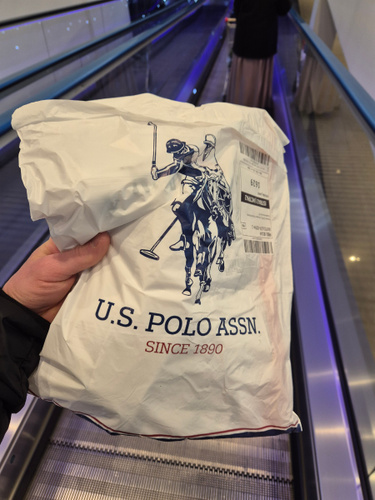 U.S. POLO ASSN.
SINCE 1890